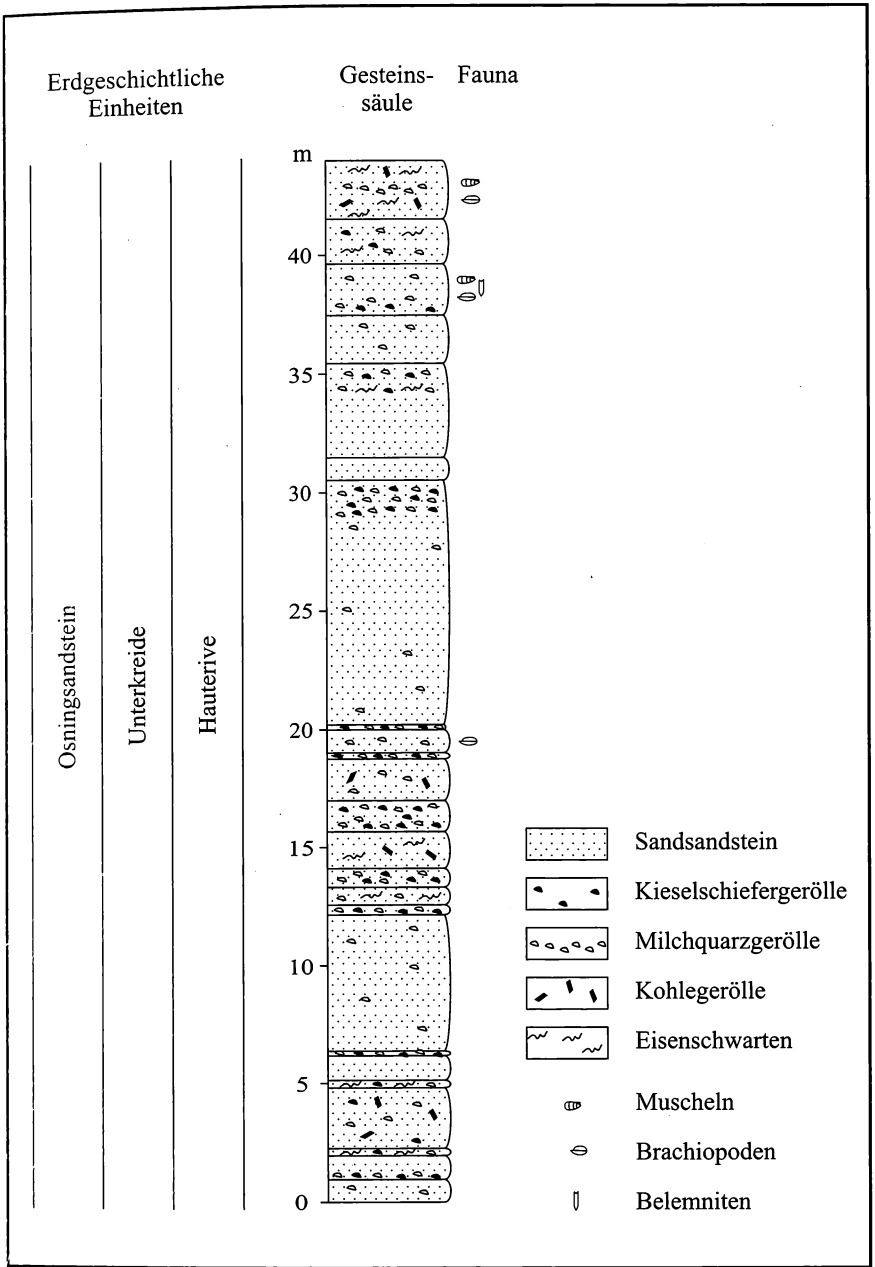 Erdgeschichtliche
Einheiten
Gesteins-
säule
Fauna
m
40
35
30
25
20
15
10
5
0
Osningsandstein
Unterkreide
Hauterive
Sandsandstein
Kieselschiefergerölle
Milchquarzgerölle
Kohlegerölle
Eisenschwarten
Muscheln
Brachiopoden
Belemniten